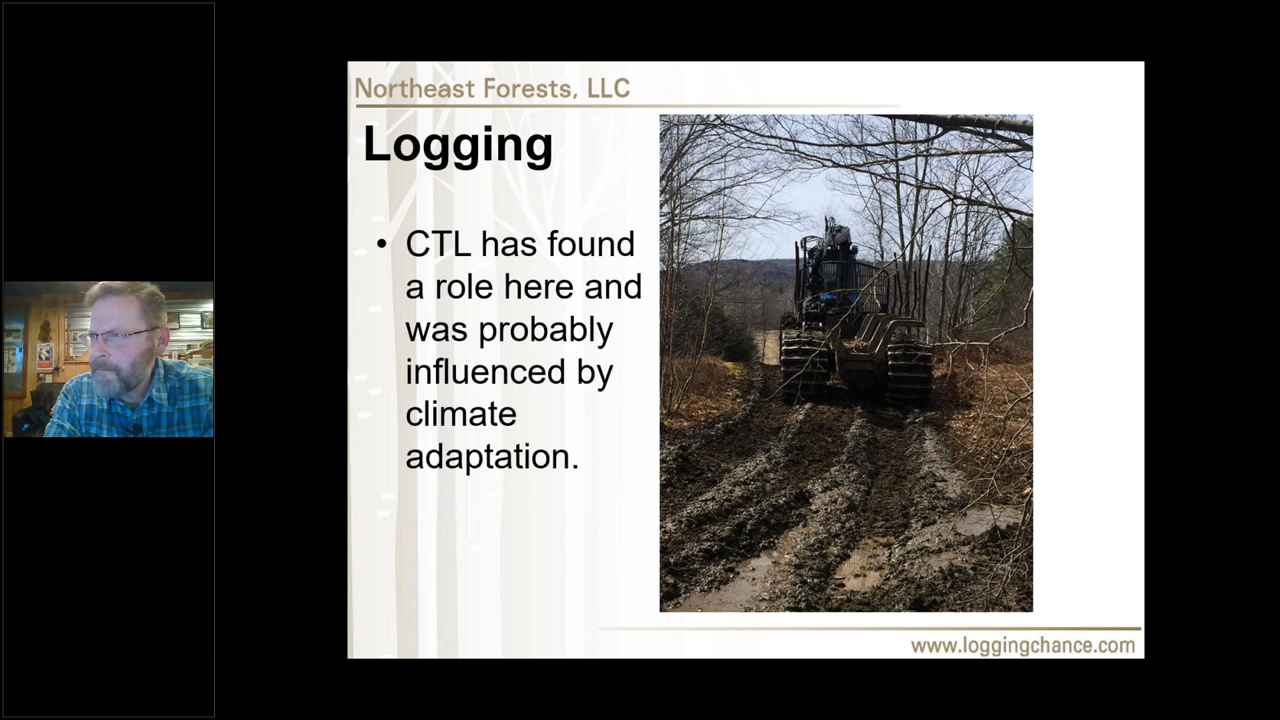 Northeast Forests, LLC
Logging
• CTL has found
a role here and
was probably
influenced by
climate
adaptation.
www.loggingchance.com